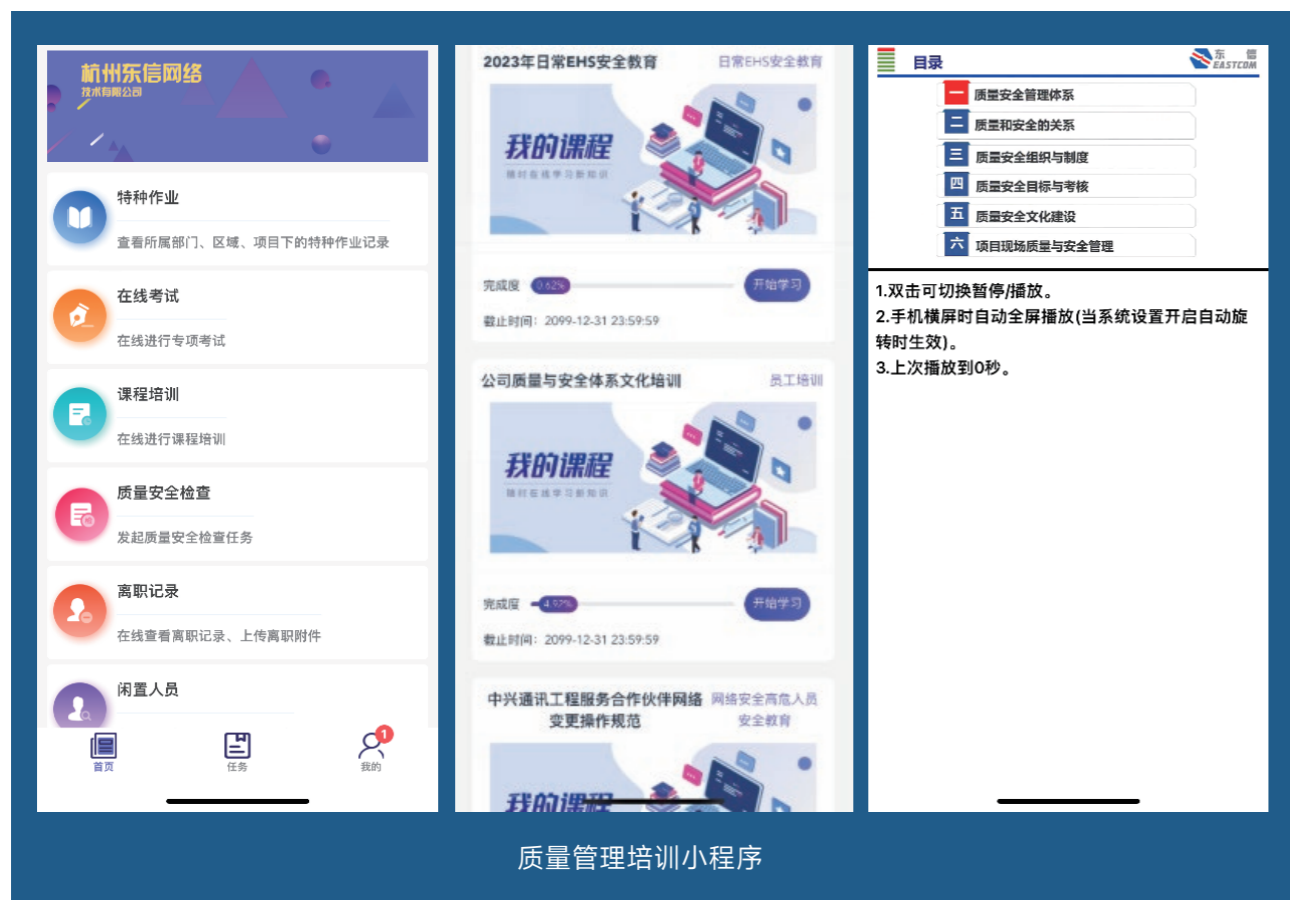 杭州东信网络
技术有限公司
特种作业
查看所属部门、区域、项目下的特种作业记录
在线考试
在线进行专项考试
课程培训
在线进行课程培训
质量安全检查
发起质量安全检查任务
离职记录
在线查看离职记录、上传离职附件
闲置人员
首页
任务
1
我的
2023年日常EHS安全教育
日常EHS安全教育
我的课程
随时在线学习新知识
完成度
0.62%
开始学习
截止时间：2099-12-31 23:59:59
公司质量与安全体系文化培训
员工培训
我的课程
随时在线学习新知识
完成度
4.92%
开始学习
截止时间：2099-12-31 23:59:59
中兴通讯工程服务合作伙伴网络
变更操作规范
网络安全高危人员
安全教育
我的课程
目录
东信
EASTCOM
一 质量安全管理体系
二 质量和安全的关系
三 质量安全组织与制度
四 质量安全目标与考核
五 质量安全文化建设
六 项目现场质量与安全管理
1.双击可切换暂停/播放。
2.手机横屏时自动全屏播放(当系统设置开启自动旋
转时生效)。
3.上次播放到0秒。
质量管理培训小程序